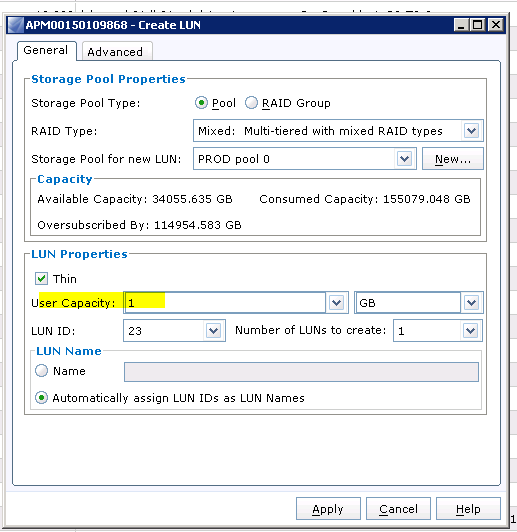 APM00150109868 - Create LUN
General Advanced
Storage Pool Properties
Storage Pool Type: Pool RAID Group
RAID Type: Mixed: Multi-tiered with mixed RAID types
Storage Pool for new LUN: PROD pool 0 New...
Capacity
Available Capacity: 34055.635 GB Consumed Capacity: 155079.048 GB
Oversubscribed By: 114954.583 GB
LUN Properties
Thin
User Capacity: 1 GB
LUN ID: 23 Number of LUNs to create: 1
LUN Name
Name
Automatically assign LUN IDs as LUN Names
Apply Cancel Help